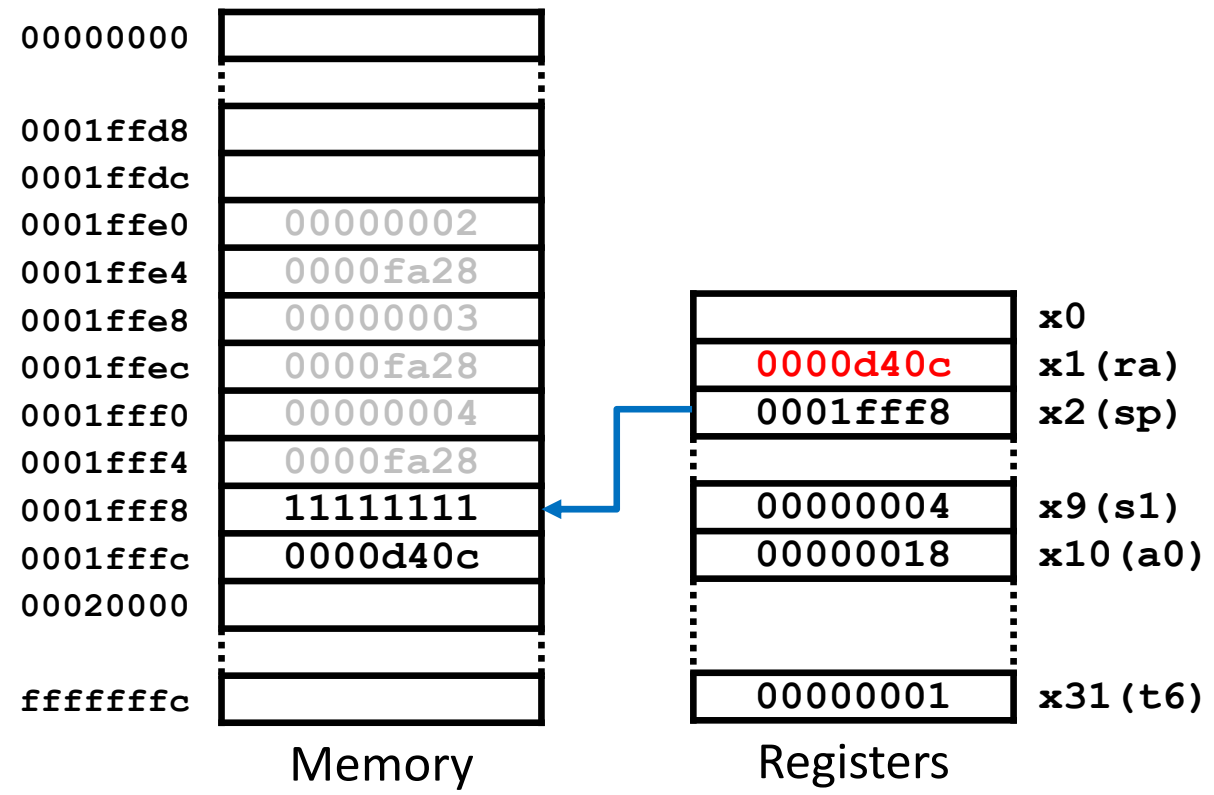 00000000
0001ffd8
0001ffdc
0001ffe0 00000002
0001ffe4 0000fa28
0001ffe8 00000003 x0
0001ffec 0000fa28 0000d40c x1(ra)
0001fff0 00000004 0001fff8 x2(sp)
0001fff4 0000fa28
0001fff8 11111111 00000004 x9(s1)
0001fffc 0000d40c 00000018 x10(a0)
00020000
fffffffc 00000001 x31(t6)
Memory Registers